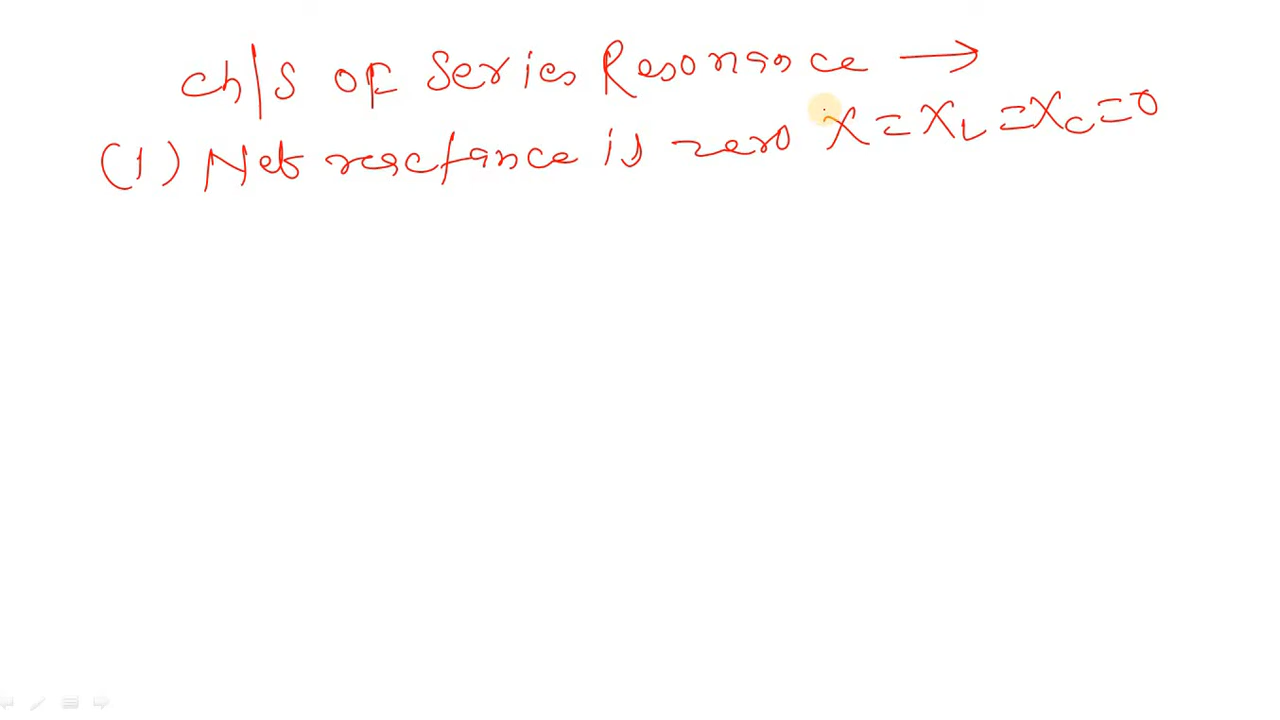 ch/s of Series Resonance →
(1) Net reactance is zero X = XL = XC = 0